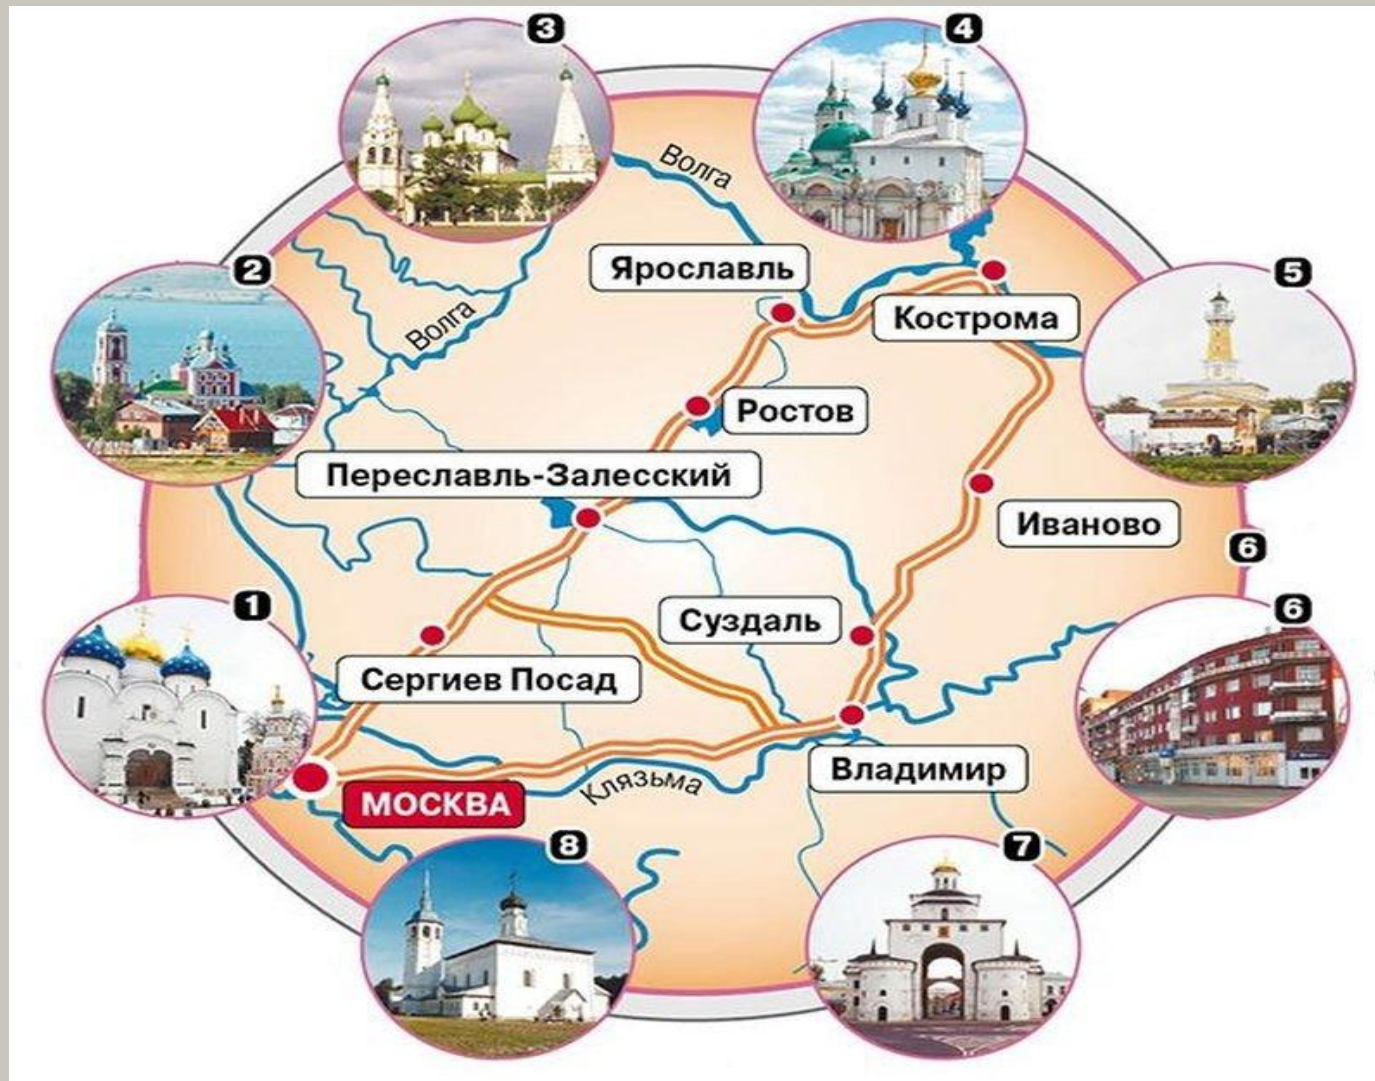 3
4
Волга
Ярославль
2
5
Волга
Кострома
Ростов
Переславль-Залесский
Иваново
6
1
Суздаль
6
Сергиев Посад
Владимир
Клязьма
МОСКВА
8
7